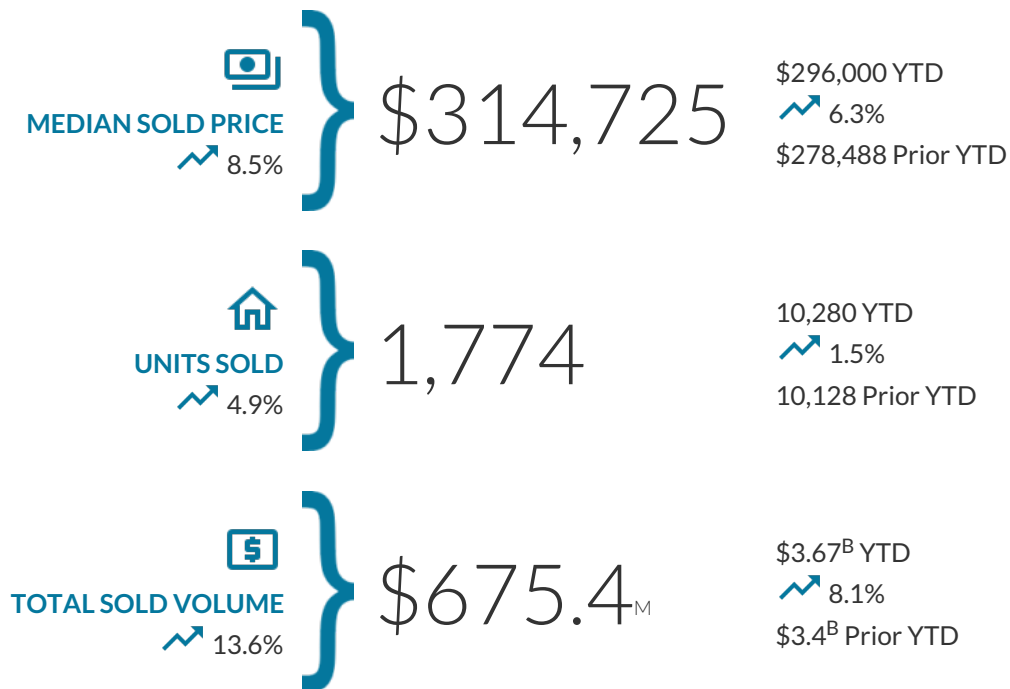 MEDIAN SOLD PRICE
8.5%
$314,725
$296,000 YTD
6.3%
$278,488 Prior YTD
UNITS SOLD
4.9%
1,774
10,280 YTD
1.5%
10,128 Prior YTD
TOTAL SOLD VOLUME
13.6%
$675.4M
$3.67B YTD
8.1%
$3.4B Prior YTD